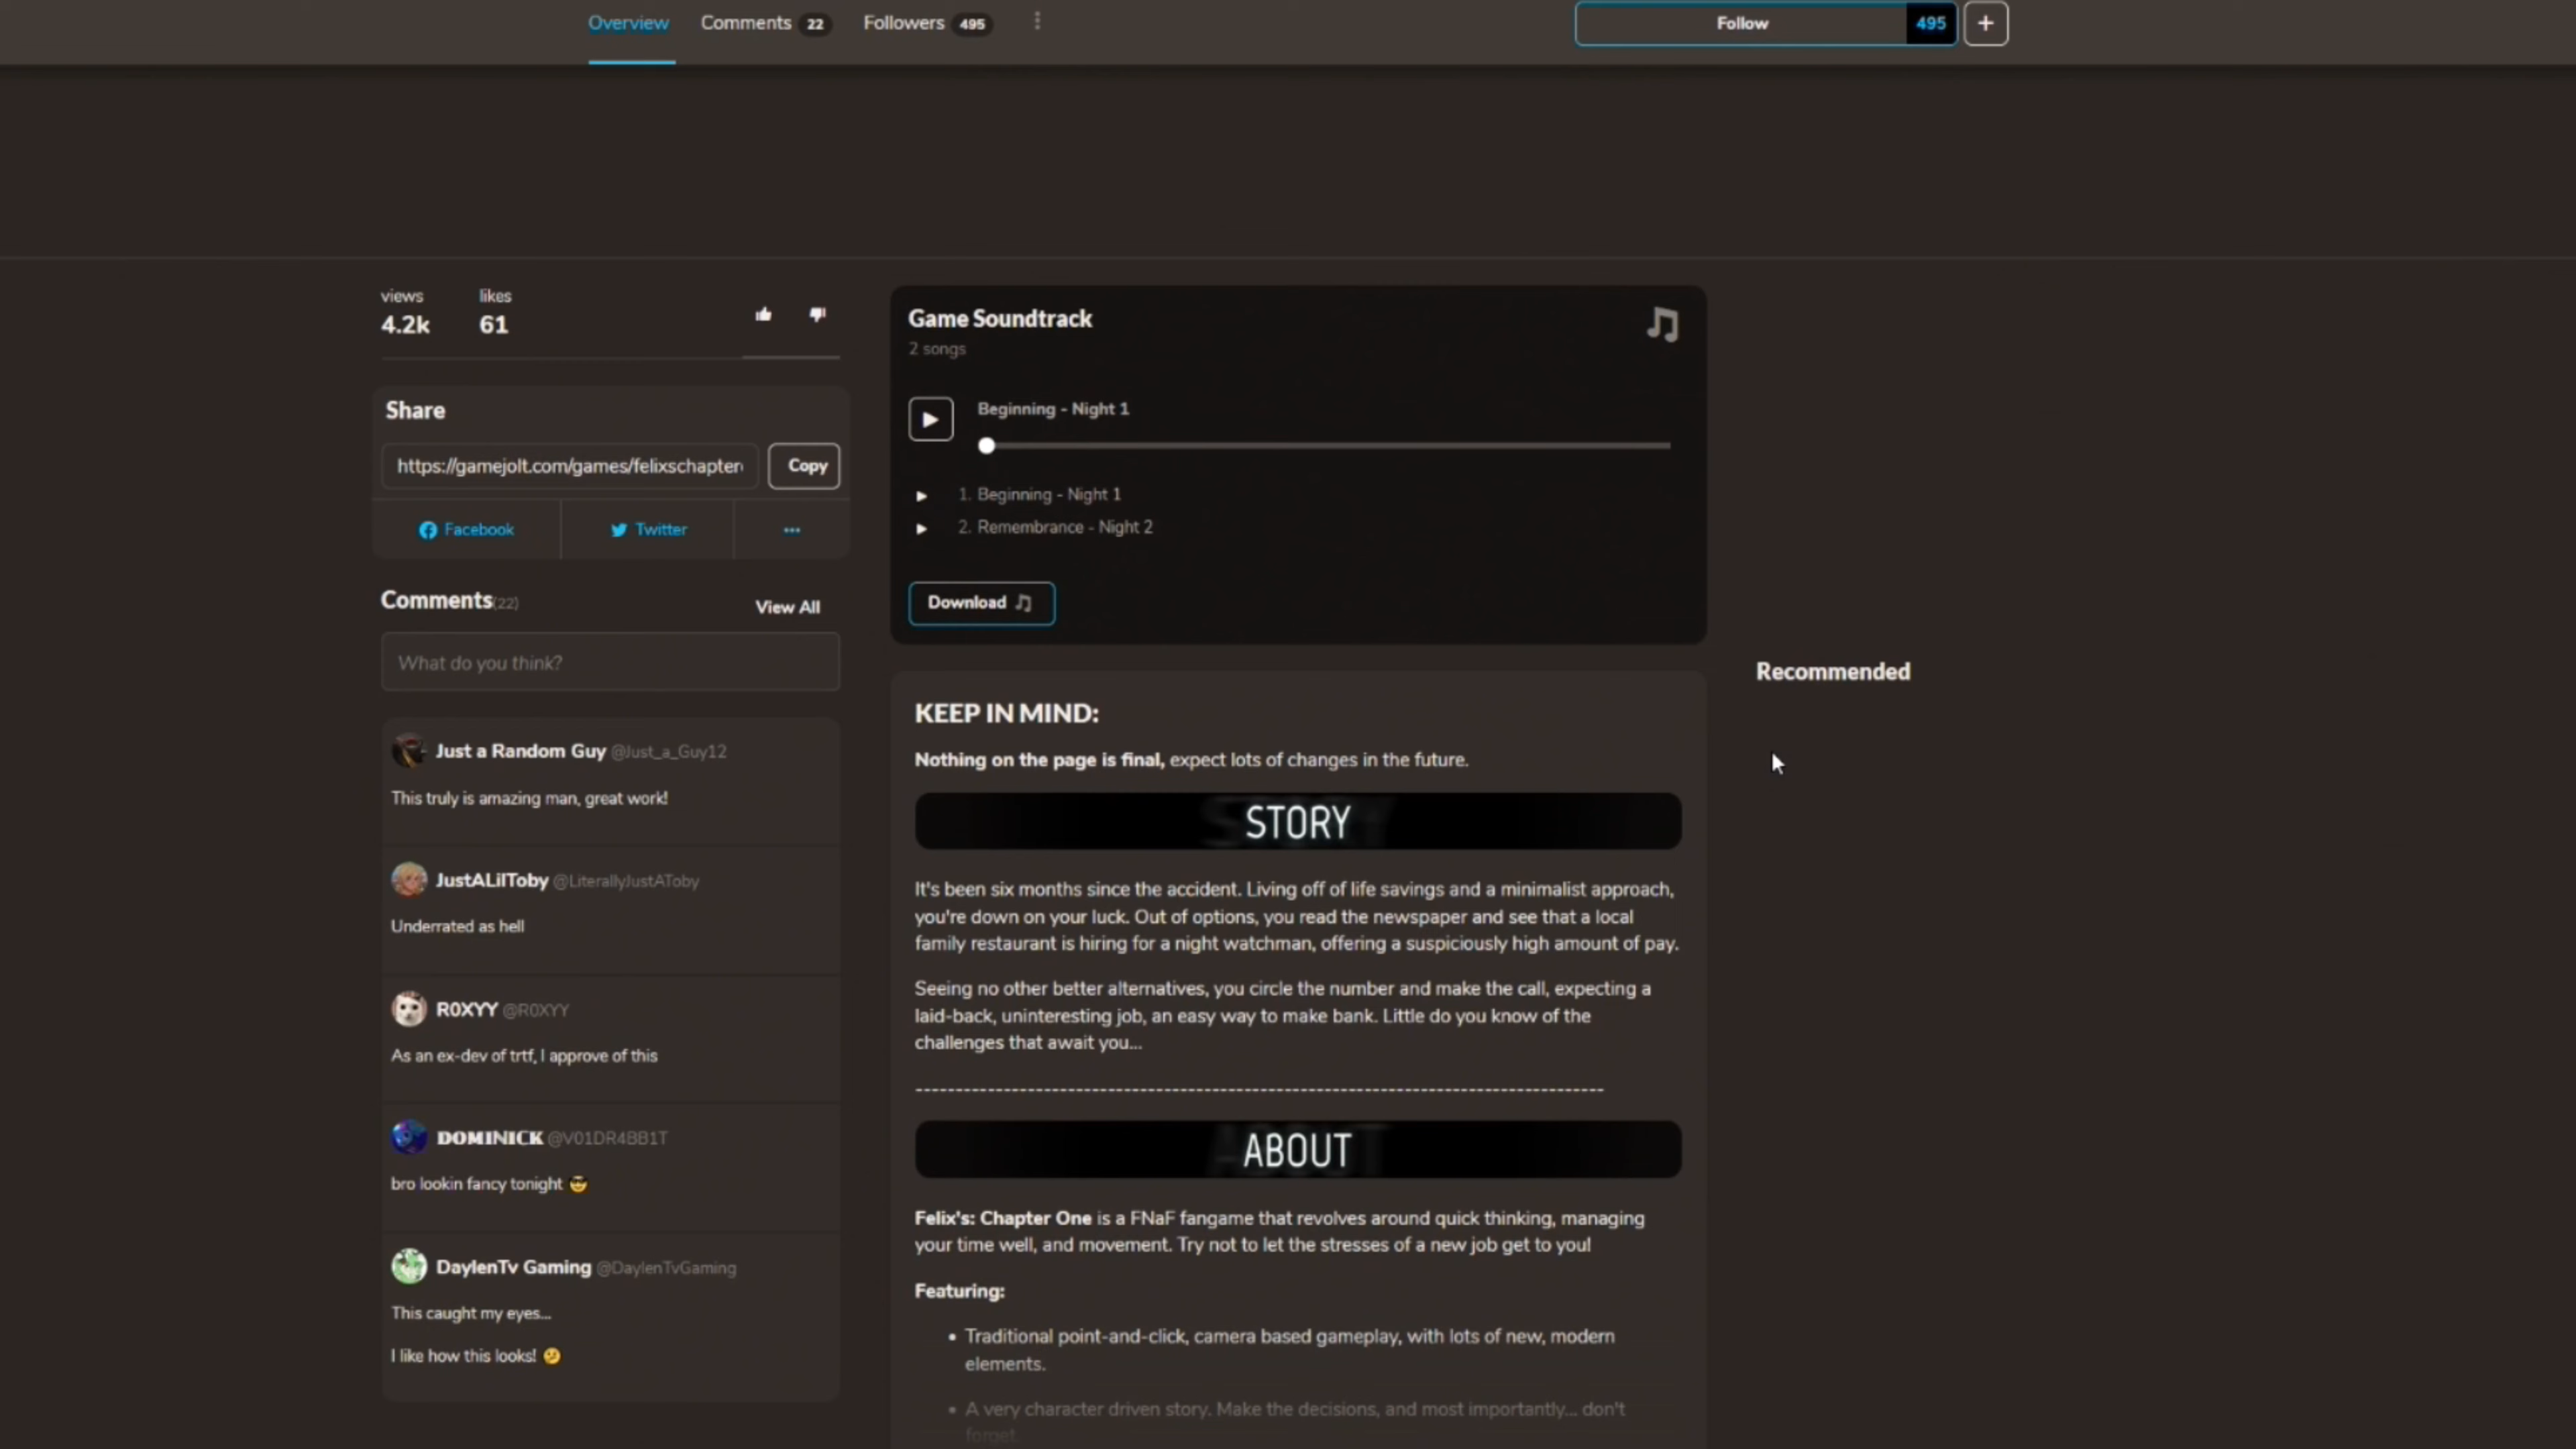 Overview Comments 22 Followers 495
Follow 495 +
views likes
4.2k 61
Share
https://gamejolt.com/games/felixschapter Copy
Facebook Twitter
Comments(22) View All
What do you think?
Just a Random Guy @Just_a_Guy12
This truly is amazing man, great work!
JustALilToby @LiterallyJustAToby
Underrated as hell
R0XYY @R0XYY
As an ex-dev of trtf, I approve of this
DOMINICK @V01DR4BB1T
bro lookin fancy tonight 😎
DaylenTv Gaming @DaylenTvGaming
This caught my eyes...
I like how this looks! 🤔
Game Soundtrack
2 songs
Beginning - Night 1
1. Beginning - Night 1
2. Remembrance - Night 2
Download
KEEP IN MIND:
Nothing on the page is final, expect lots of changes in the future.
STORY
It's been six months since the accident. Living off of life savings and a minimalist approach,
you're down on your luck. Out of options, you read the newspaper and see that a local
family restaurant is hiring for a night watchman, offering a suspiciously high amount of pay.
Seeing no other better alternatives, you circle the number and make the call, expecting a
laid-back, uninteresting job, an easy way to make bank. Little do you know of the
challenges that await you...
--------------------------------------------------------------------------------------
ABOUT
Felix's: Chapter One is a FNaF fangame that revolves around quick thinking, managing
your time well, and movement. Try not to let the stresses of a new job get to you!
Featuring:
• Traditional point-and-click, camera based gameplay, with lots of new, modern
elements.
• A very character driven story. Make the decisions, and most importantly... don't
forget.
Recommended